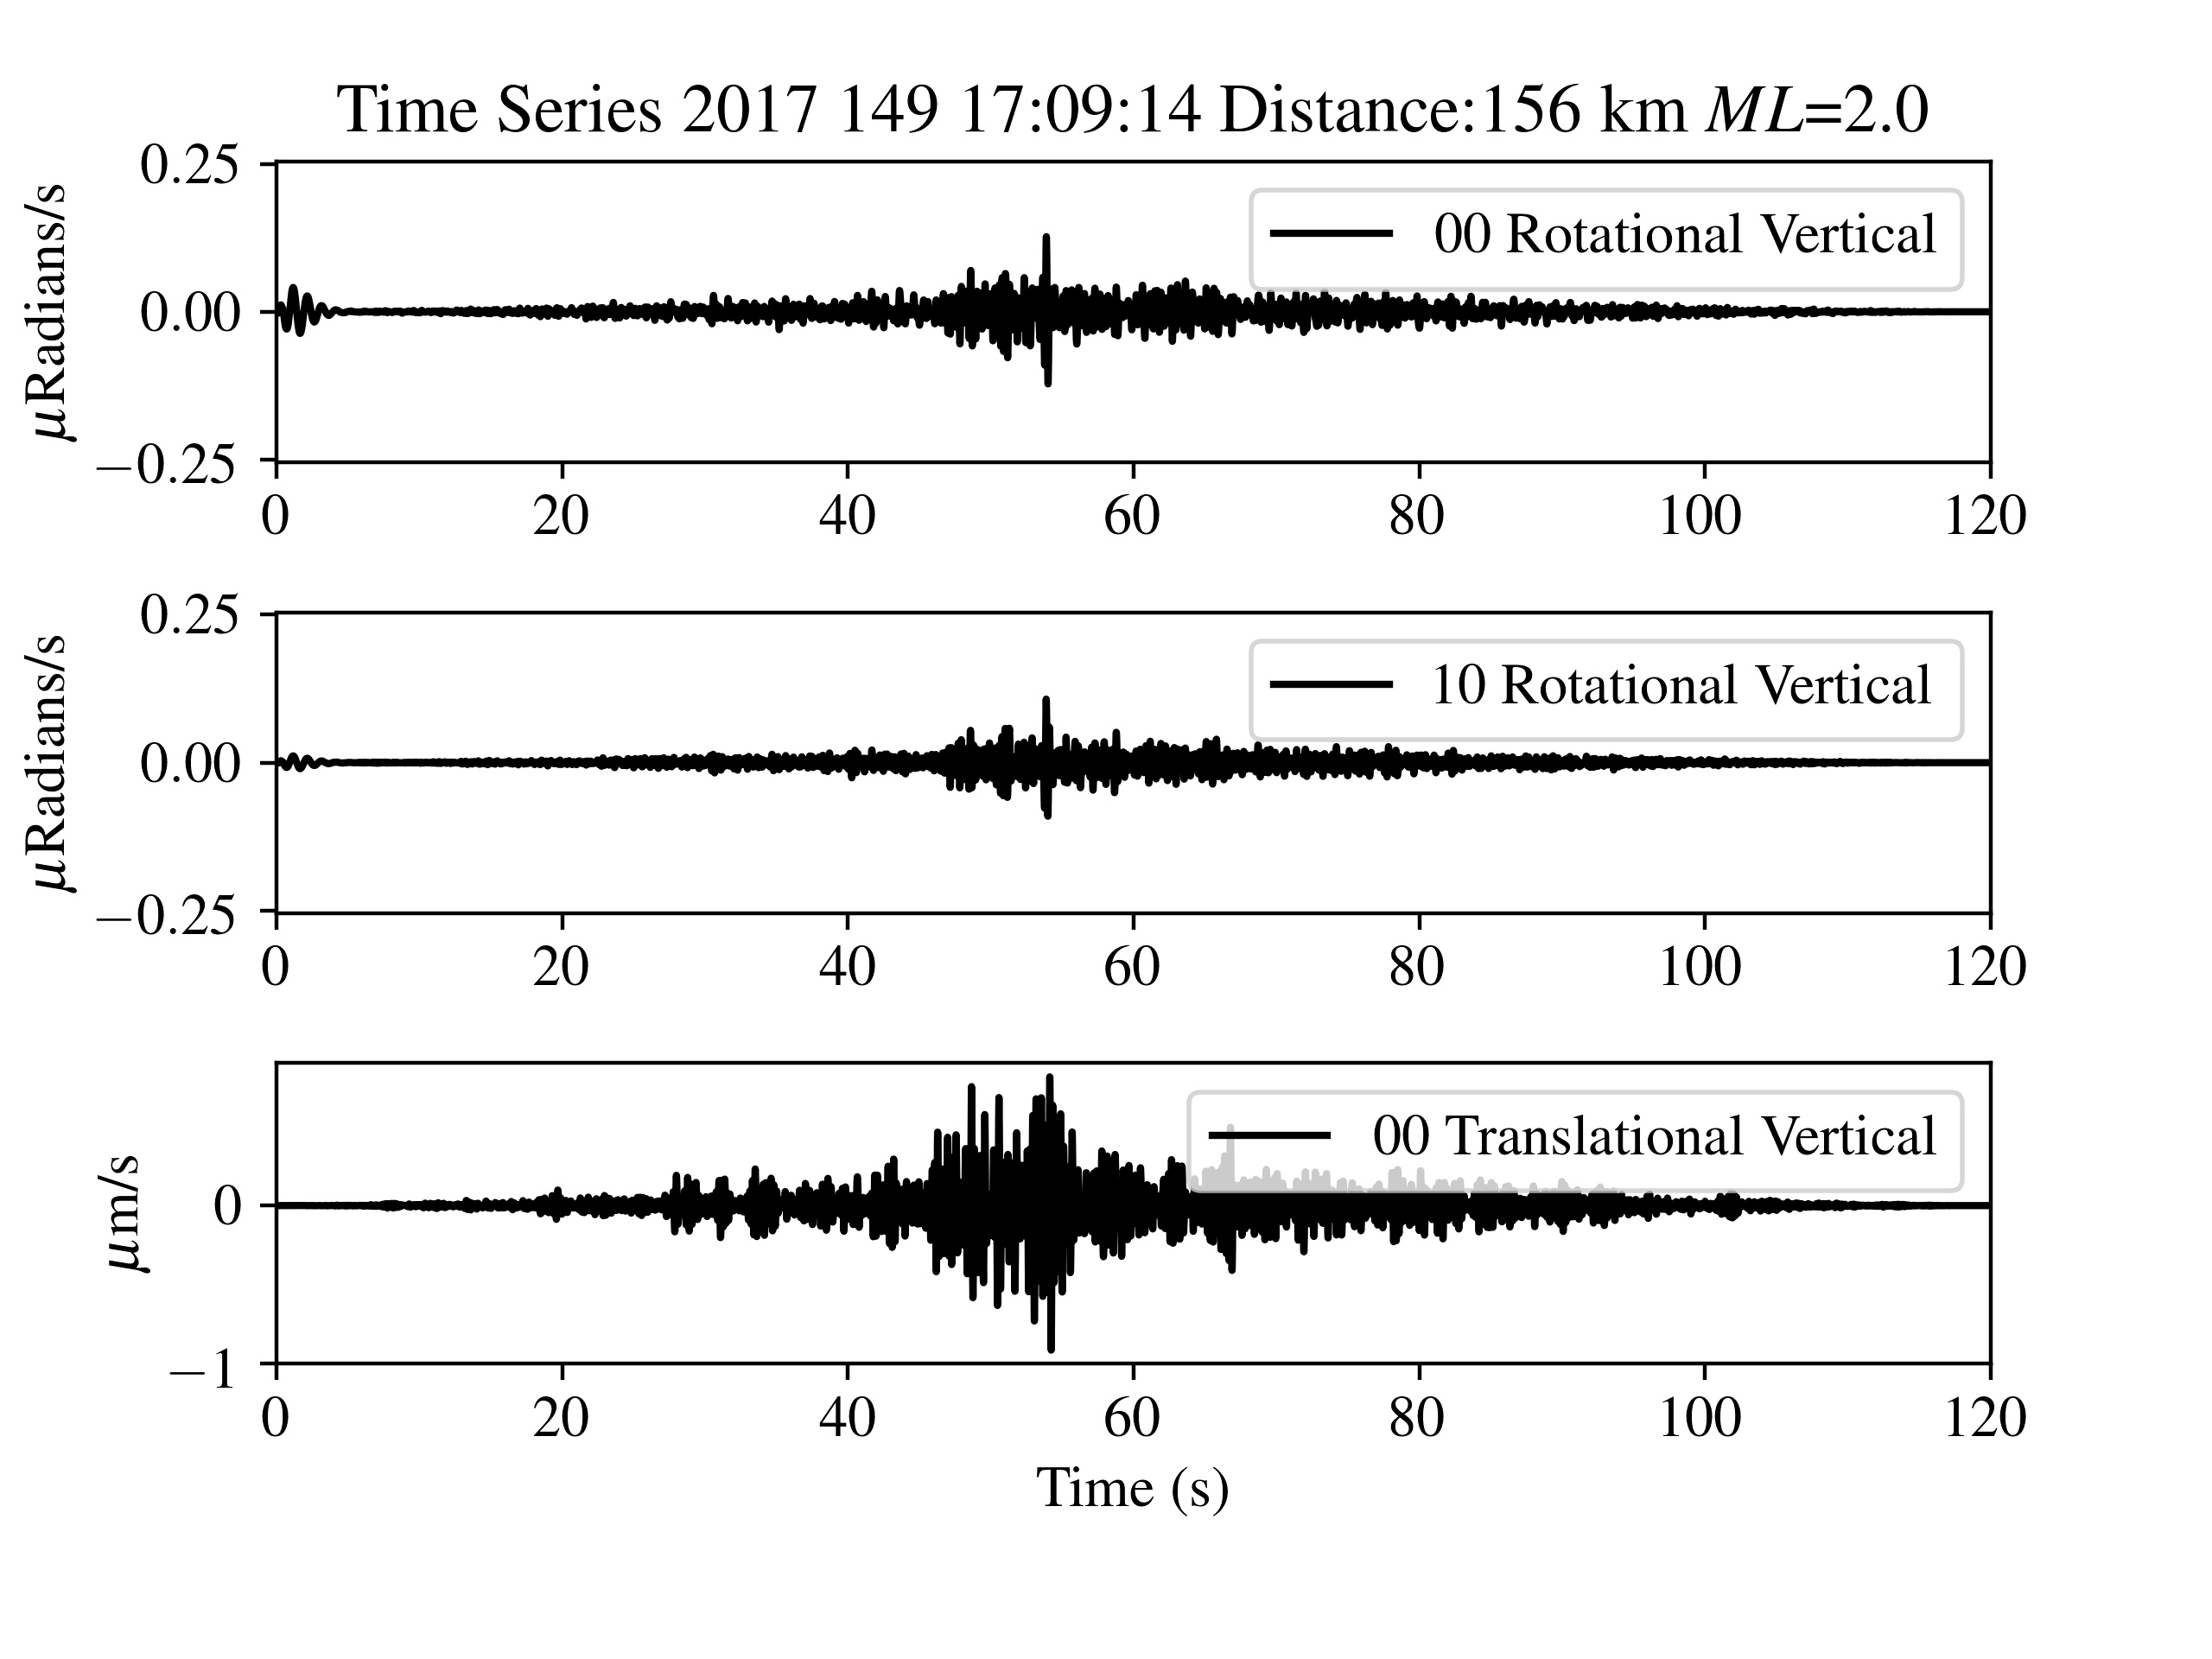 Time Series 2017 149 17:09:14 Distance:156 km ML=2.0
0.25
0.00
−0.25
μRadians/s
00 Rotational Vertical
0 20 40 60 80 100 120
0.25
0.00
−0.25
μRadians/s
10 Rotational Vertical
0 20 40 60 80 100 120
0
−1
μm/s
00 Translational Vertical
0 20 40 60 80 100 120
Time (s)